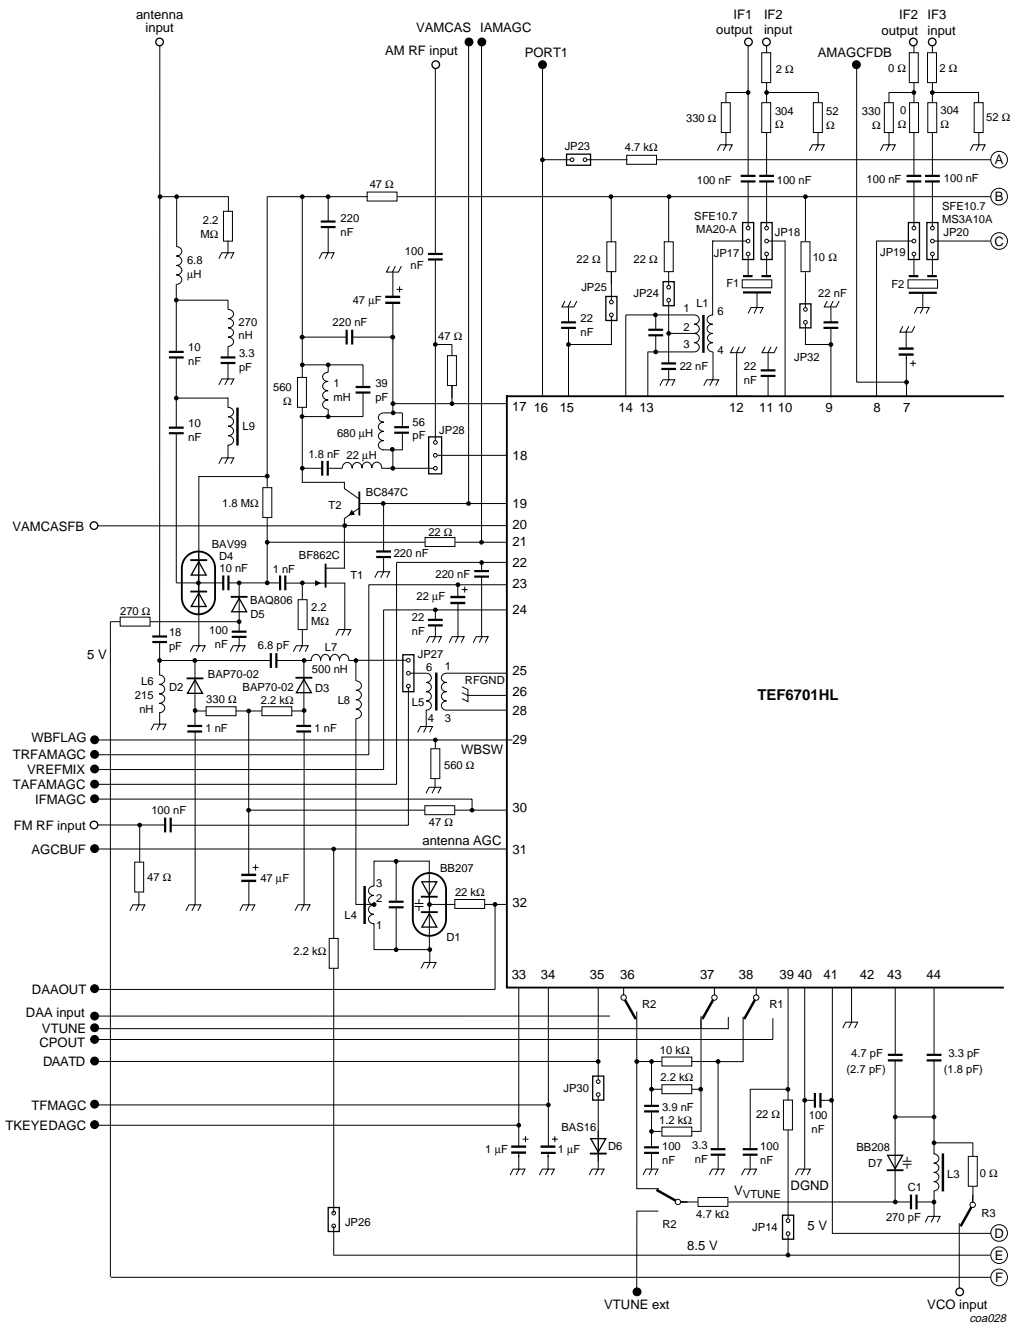 antenna
input
VAMCAS
IAMAGC
AM RF input
PORT1
IF1
output
IF2
input
AMAGCFDB
IF2
output
IF3
input
2 Ω
0 Ω
2 Ω
330 Ω
304
Ω
52
Ω
330
Ω
0
Ω
304
Ω
52 Ω
JP23
4.7 kΩ
A
100 nF
100 nF
100 nF
100 nF
47 Ω
B
2.2
MΩ
220
nF
SFE10.7
MA20-A
JP18
JP17
SFE10.7
MS3A10A
JP20
JP19
C
6.8
μH
100
nF
22 Ω
22 Ω
10 Ω
F1
F2
47 μF
+
JP25
JP24
L1
22 nF
270
nH
3.3
pF
220 nF
47 Ω
22
nF
1
2
3
6
4
JP32
+
10
nF
560
Ω
1
mH
39
pF
22 nF
22
nF
17
16
15
14
13
12
11
10
9
8
7
10
nF
L9
680 μH
56
pF
JP28
1.8 nF
22 μH
18
BC847C
T2
1.8 MΩ
19
VAMCASFB
20
22 Ω
21
BAV99
D4
10 nF
1 nF
BF862C
T1
220 nF
22
220 nF
23
BAQ806
D5
22 μF
+
24
270 Ω
2.2
MΩ
22
nF
18
pF
100
nF
5 V
6.8 pF
L7
500 nH
JP27
6
1
25
RFGND
26
L6
215
nH
D2
BAP70-02
BAP70-02
D3
L8
L5
4
3
28
TEF6701HL
330 Ω
2.2 kΩ
1 nF
1 nF
WBFLAG
WBSW
29
TRFAMAGC
VREFMIX
560
Ω
TAFAMAGC
IFMAGC
30
100 nF
47 Ω
FM RF input
antenna AGC
AGCBUF
31
47 Ω
+
47 μF
BB207
3
2
1
L4
22 kΩ
32
D1
2.2 kΩ
33
34
35
36
37
38
39
40
41
42
43
44
DAAOUT
R2
R1
DAA input
VTUNE
CPOUT
DAATD
10 kΩ
4.7 pF
(2.7 pF)
3.3 pF
(1.8 pF)
JP30
2.2 kΩ
TFMAGC
3.9 nF
22 Ω
100
nF
TKEYEDAGC
1.2 kΩ
BAS16
D6
1 μF
+
+
1 μF
100
nF
3.3
nF
100
nF
BB208
D7
L3
0 Ω
DGND
VVTUNE
C1
270 pF
4.7 kΩ
R2
R3
JP26
JP14
5 V
D
8.5 V
E
F
VTUNE ext
VCO input
coa028